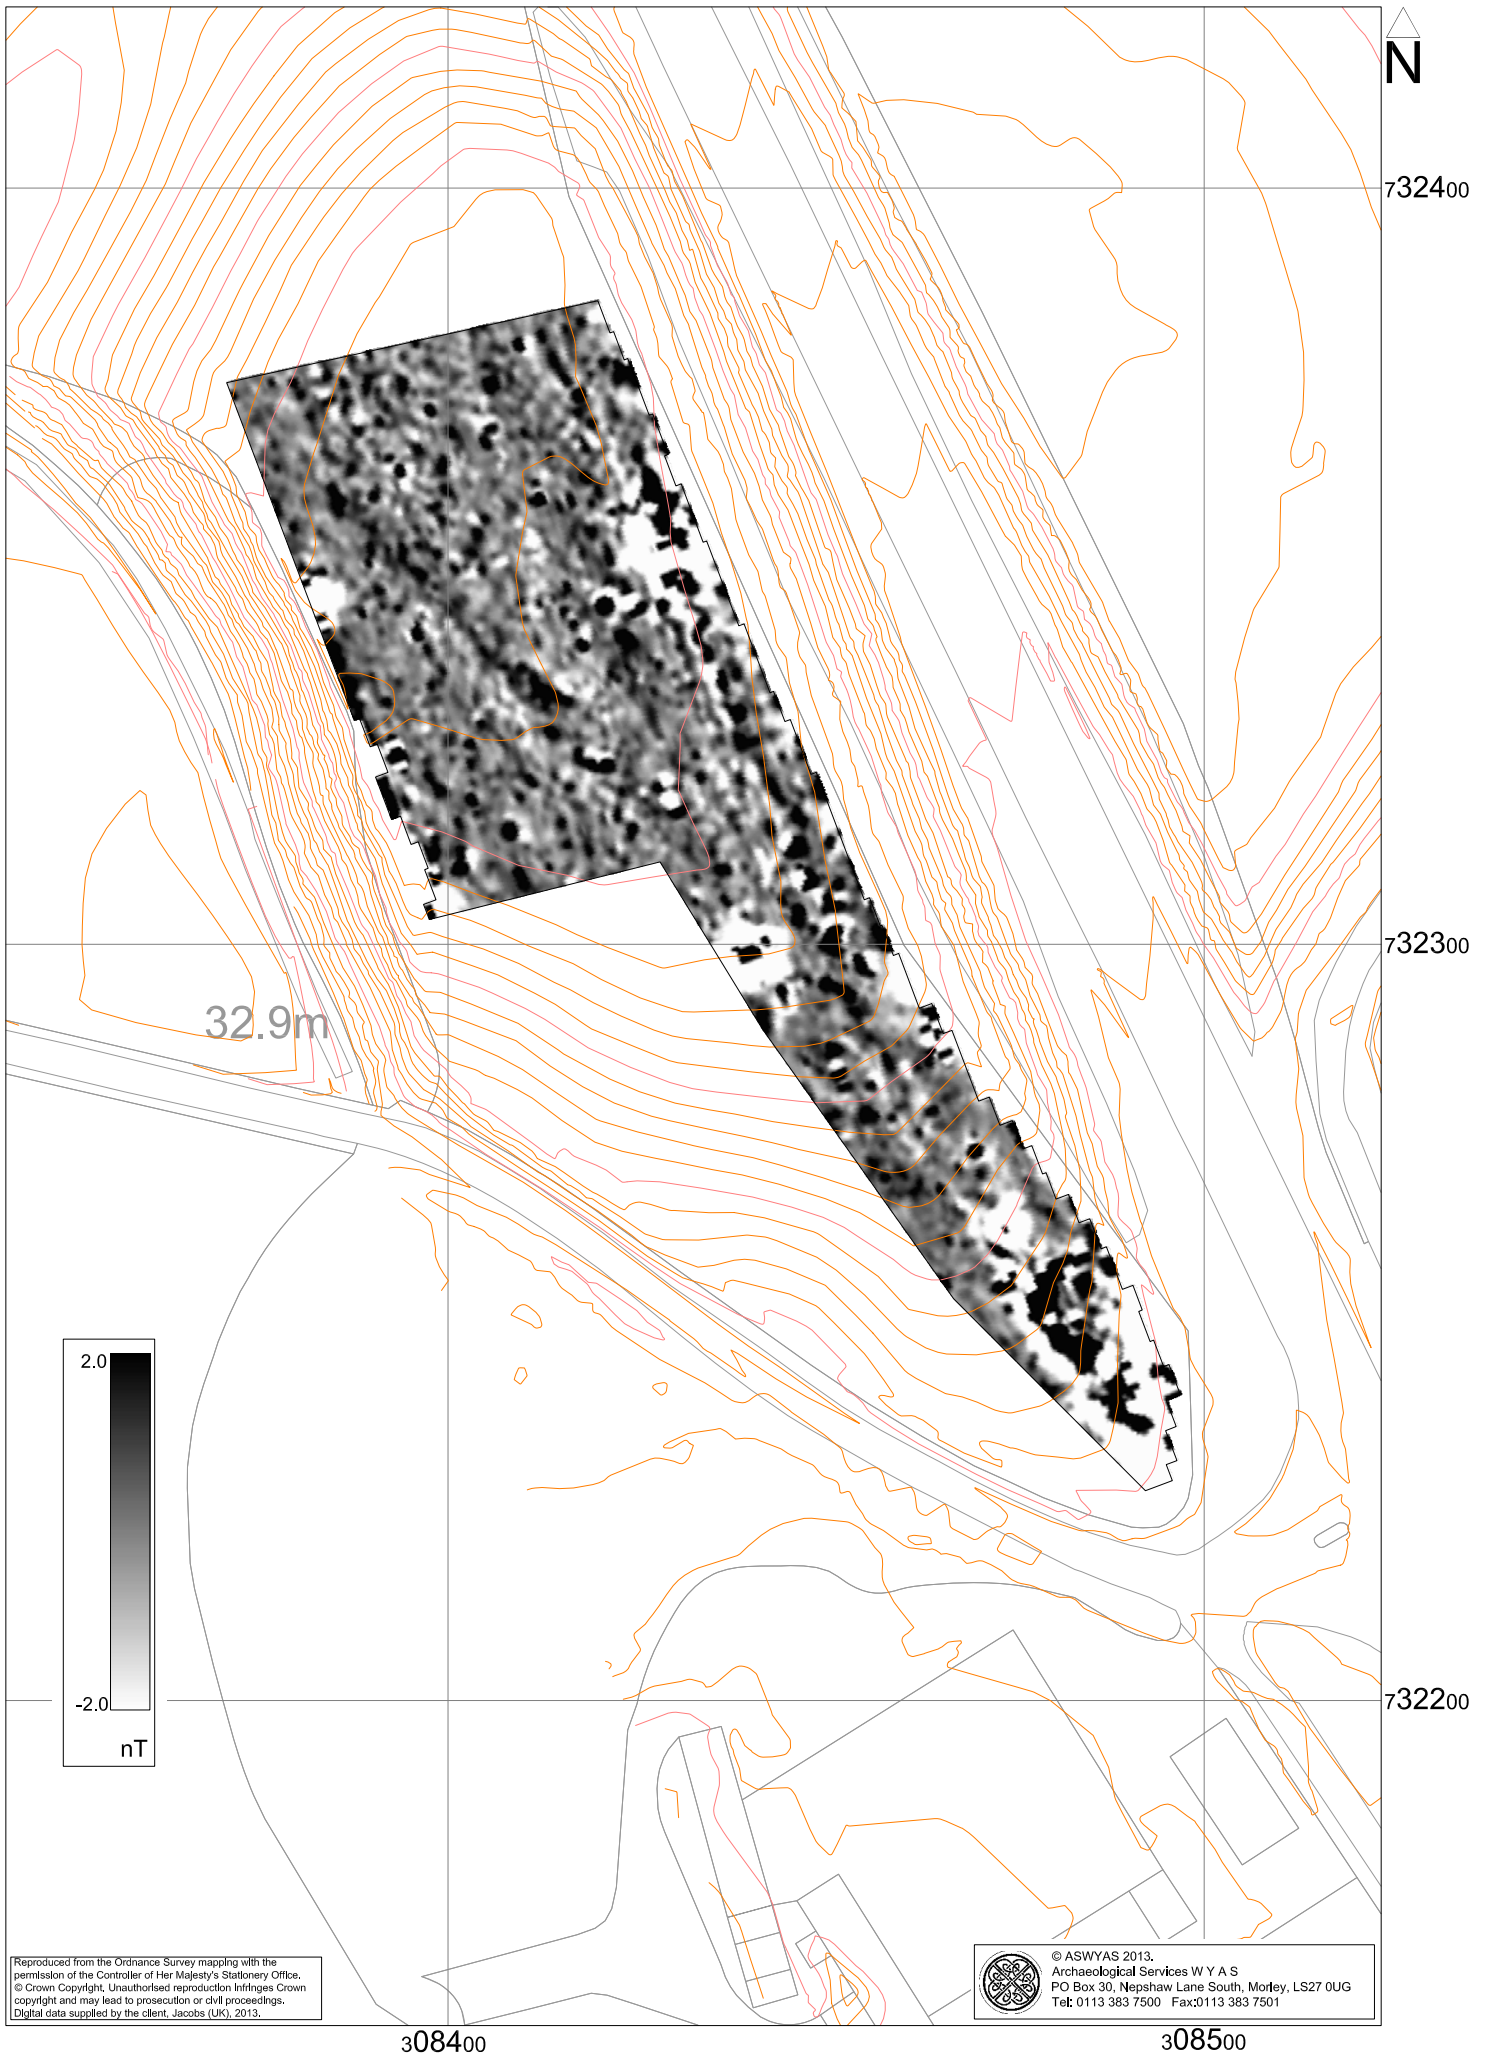 N
732400
732300
32.9m
2.0
-2.0
nT
732200
Reproduced from the Ordnance Survey mapping with the
permission of the Controller of Her Majesty's Stationery Office.
© Crown Copyright, Unauthorised reproduction infringes Crown
copyright and may lead to prosecution or civil proceedings.
Digital data supplied by the client, Jacobs (UK), 2013.
© ASWYAS 2013.
Archaeological Services W Y A S
PO Box 30, Nepshaw Lane South, Morley, LS27 0UG
Tel: 0113 383 7500 Fax:0113 383 7501
308400
308500